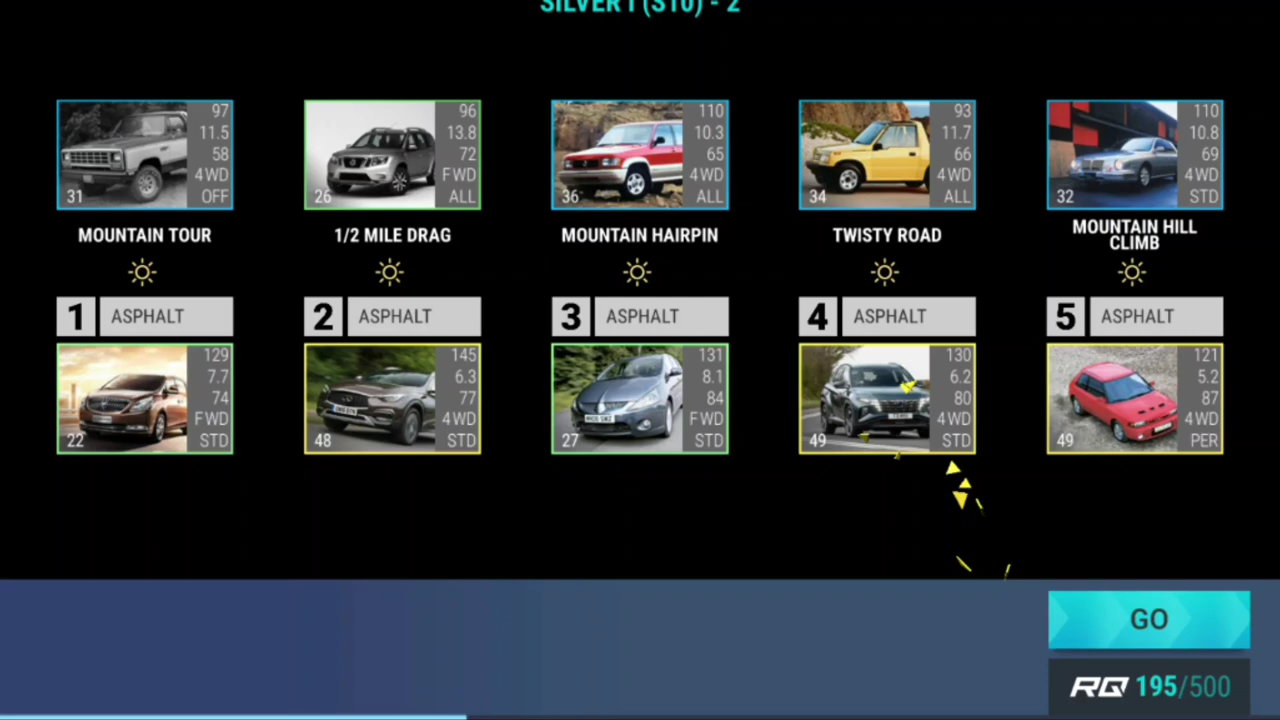 SILVER I (S10) - 2
97
11.5
58
4WD
OFF
31
96
13.8
72
FWD
ALL
26
110
10.3
65
4WD
ALL
36
93
11.7
66
4WD
ALL
34
110
10.8
69
4WD
STD
32
MOUNTAIN TOUR
1/2 MILE DRAG
MOUNTAIN HAIRPIN
TWISTY ROAD
MOUNTAIN HILL
CLIMB
1 ASPHALT
2 ASPHALT
3 ASPHALT
4 ASPHALT
5 ASPHALT
129
7.7
74
FWD
STD
22
145
6.3
77
4WD
STD
48
131
8.1
84
FWD
STD
27
130
6.2
80
4WD
STD
49
121
5.2
87
4WD
PER
49
GO
RQ 195/500